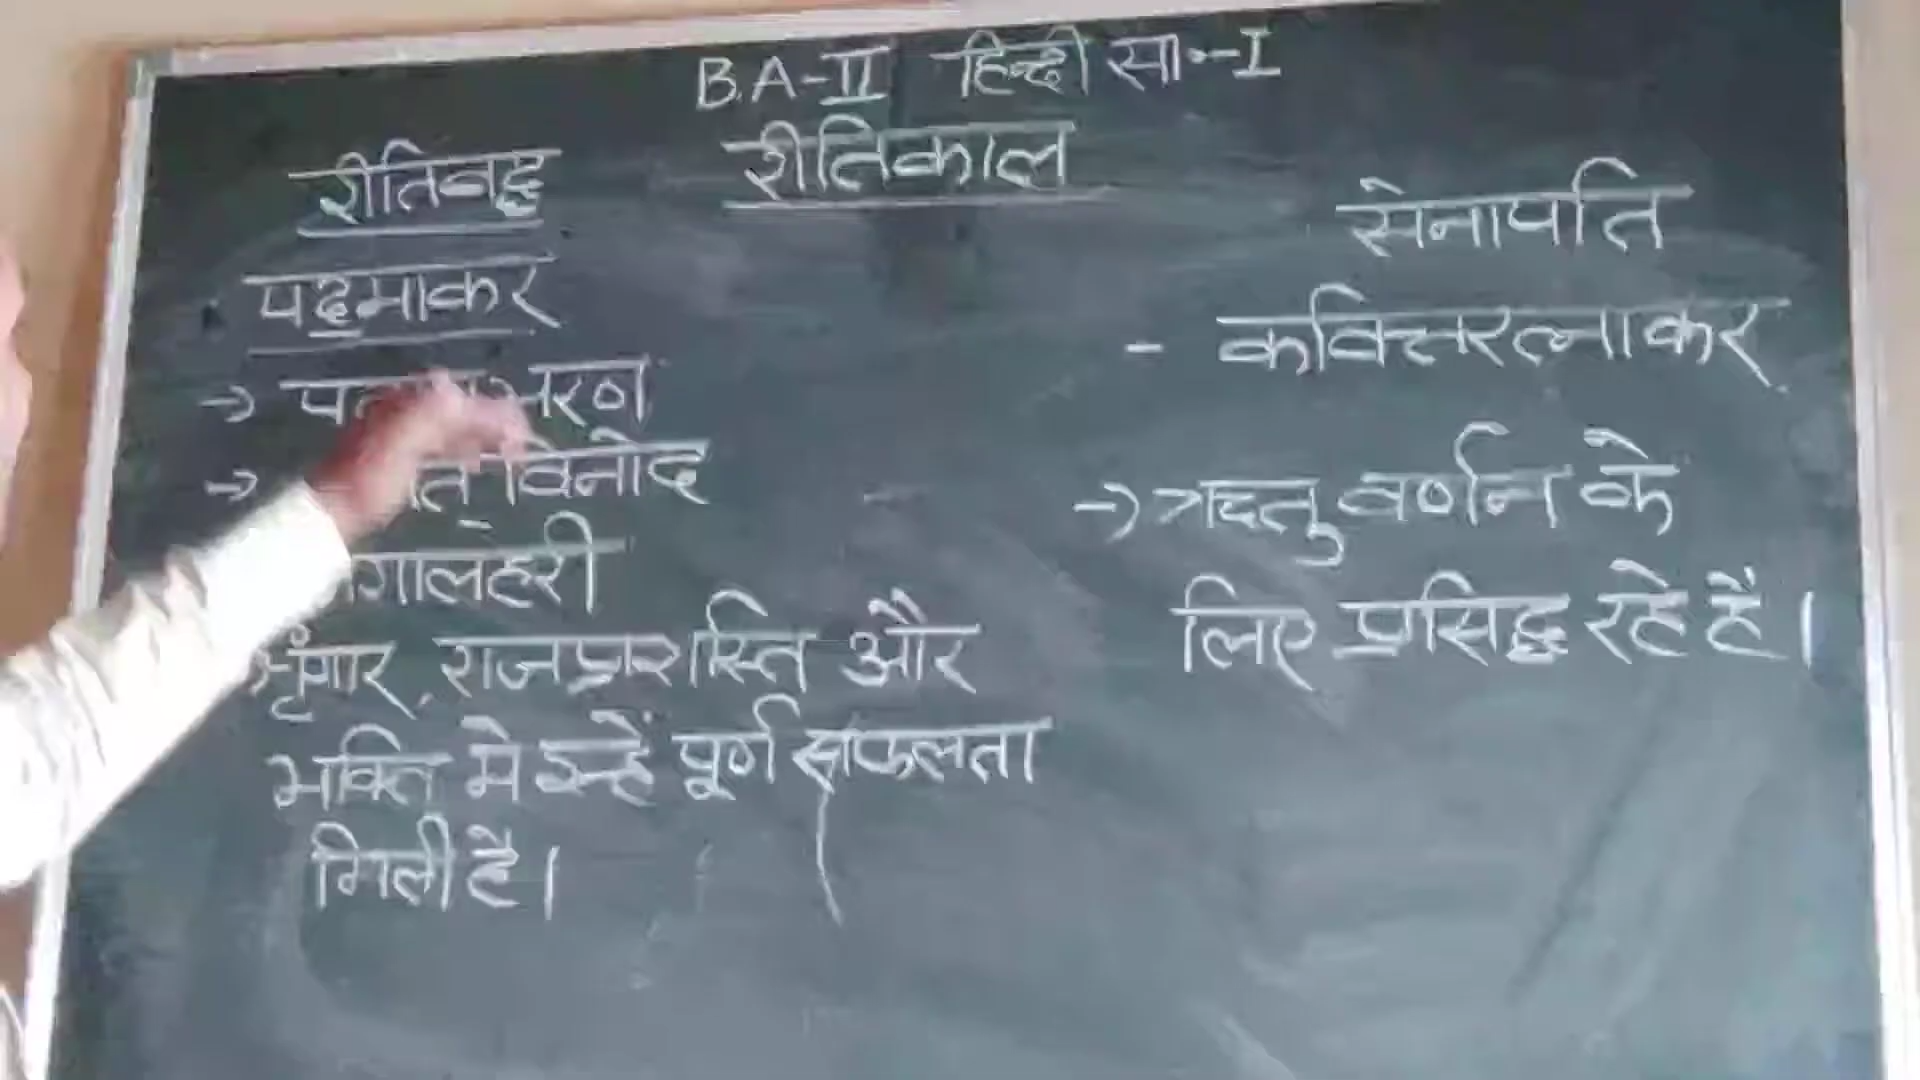 B.A-II हिन्दी सा०-I
रीतिकाल
रीतिबद्ध
पद्माकर
→
→ विनोद
श्रृंगार, राजप्रशस्ति और
भक्ति मे इन्हें पूर्ण सफलता
मिली है।
सेनापति
- कवित्तरत्नाकर
→ ऋतु वर्णन के
लिए प्रसिद्ध रहे है।